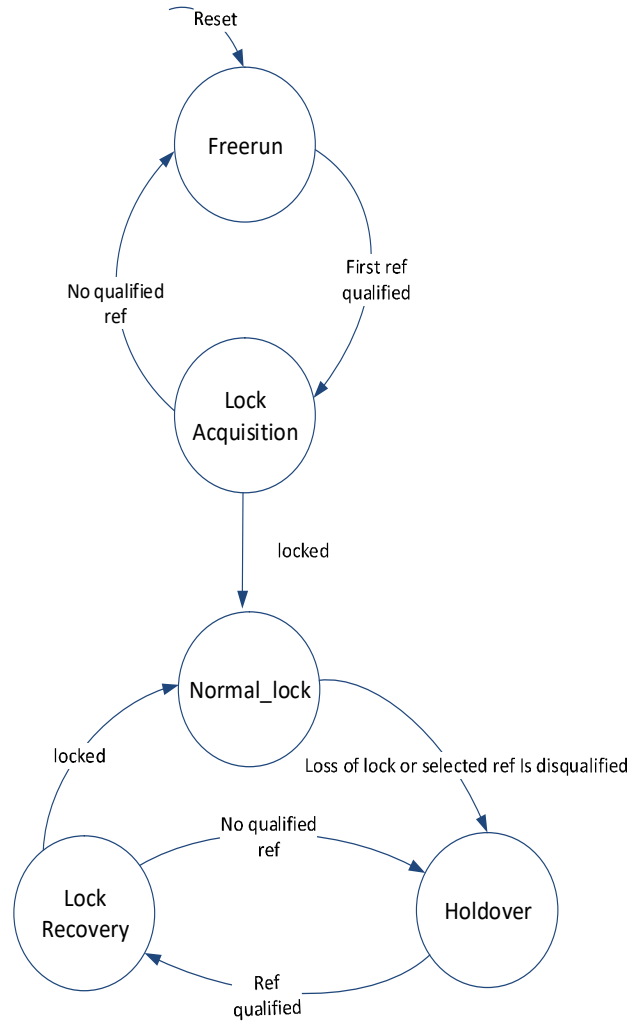 Reset
Freerun
First ref
qualified
No qualified
ref
Lock
Acquisition
locked
Normal_lock
locked
Loss of lock or selected ref Is disqualified
No qualified
ref
Lock
Recovery
Holdover
Ref
qualified